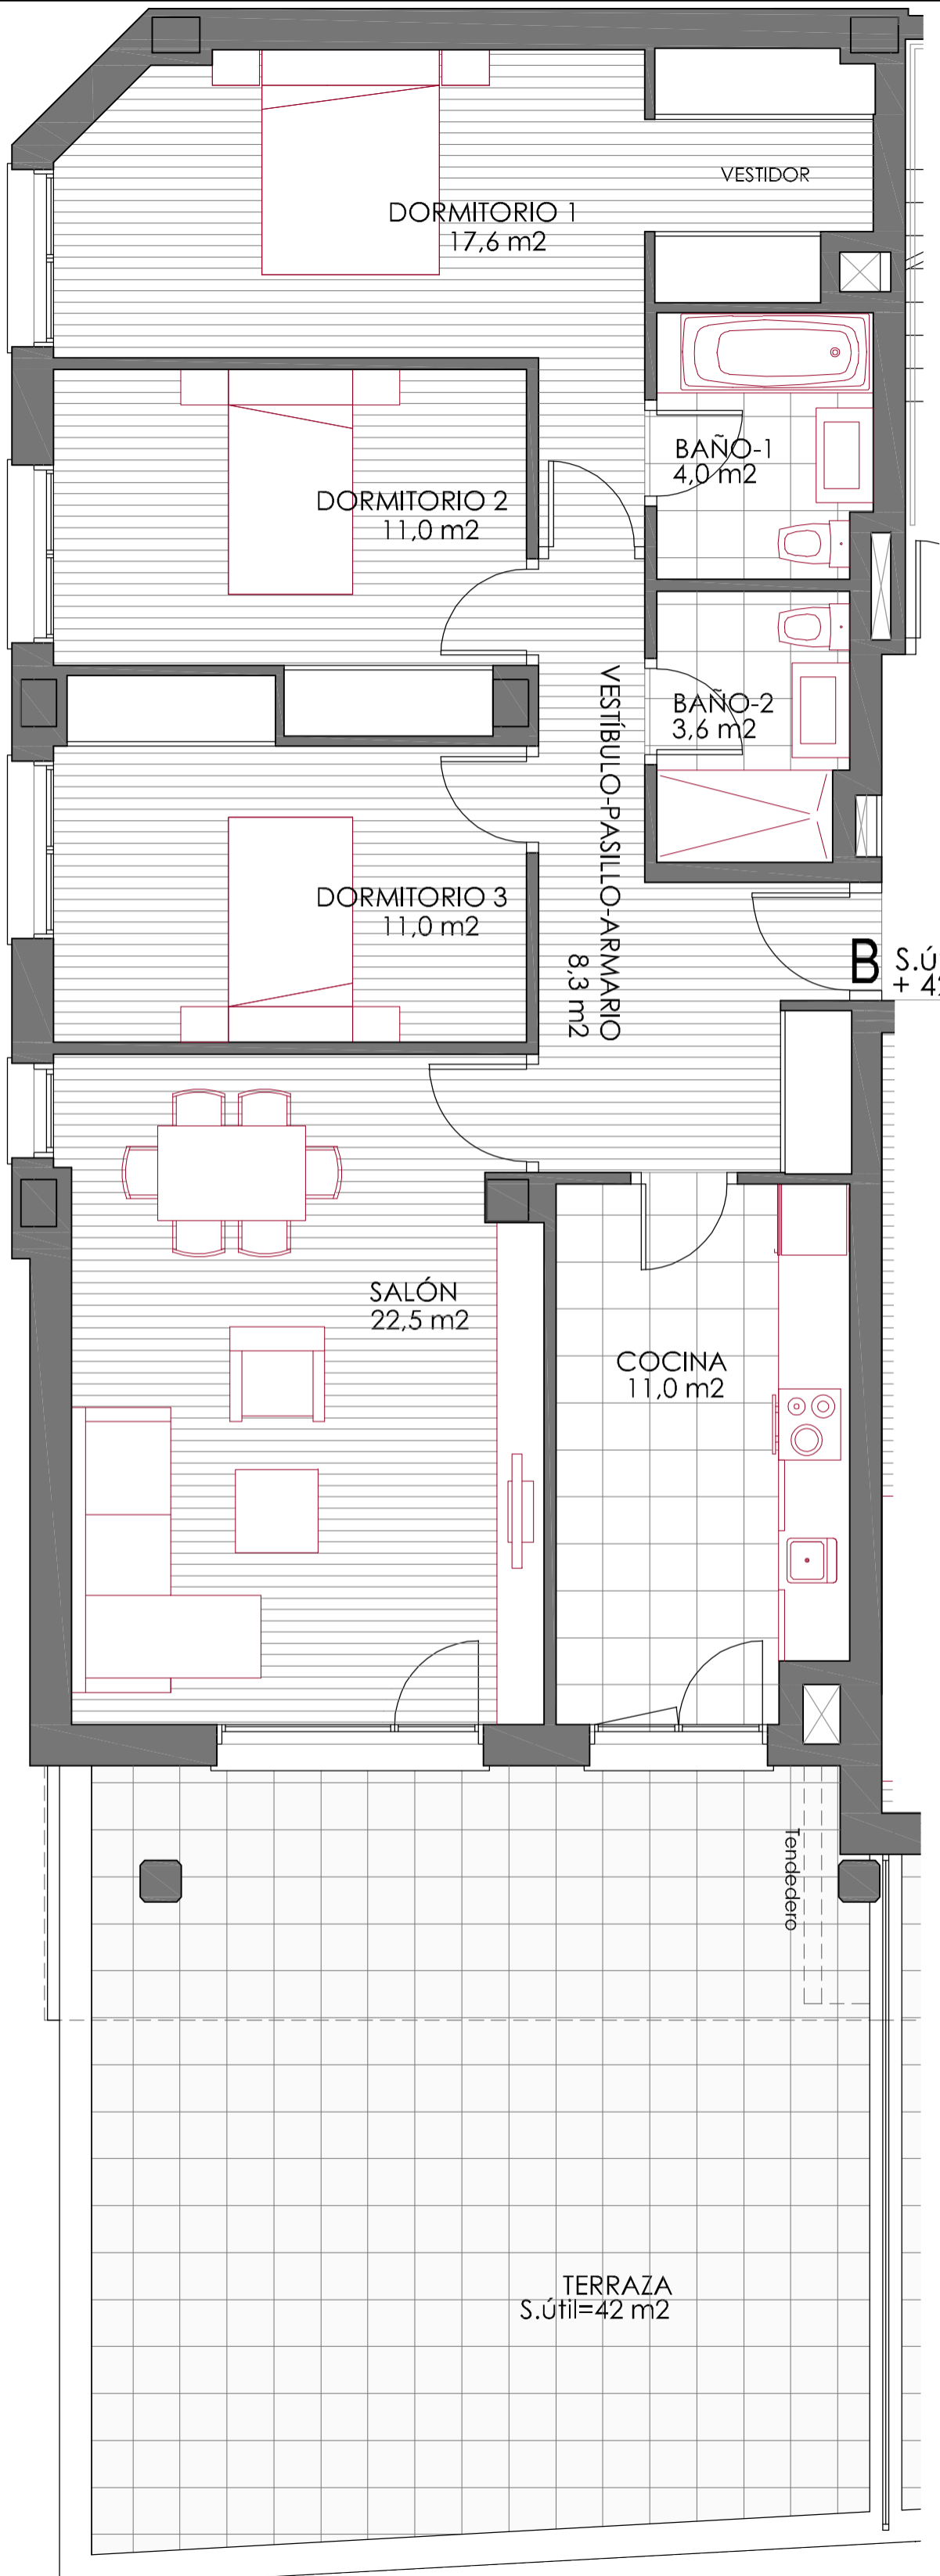 VESTIDOR
DORMITORIO 1
17,6 m2
BAÑO-1
4,0 m2
DORMITORIO 2
11,0 m2
BAÑO-2
3,6 m2
VESTÍBULO-PASILLO-ARMARIO
8,3 m2
DORMITORIO 3
11,0 m2
B
S.ú
+ 42
SALÓN
22,5 m2
COCINA
11,0 m2
Tendedero
TERRAZA
S.útil=42 m2